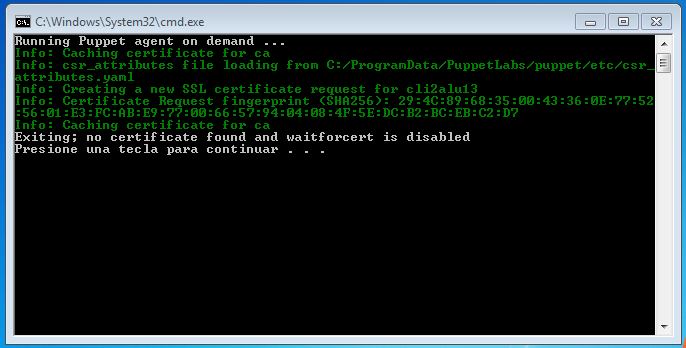 C:\Windows\System32\cmd.exe
Running Puppet agent on demand ...
Info: Caching certificate for ca
Info: csr_attributes file loading from C:/ProgramData/PuppetLabs/puppet/etc/csr_
attributes.yaml
Info: Creating a new SSL certificate request for cli2alu13
Info: Certificate Request fingerprint (SHA256): 29:4C:89:68:35:00:43:36:0E:77:52
:56:01:E3:FC:AB:E9:77:00:66:57:94:04:08:4F:5E:DC:B2:BC:EB:C2:D7
Info: Caching certificate for ca
Exiting; no certificate found and waitforcert is disabled
Presione una tecla para continuar . . .